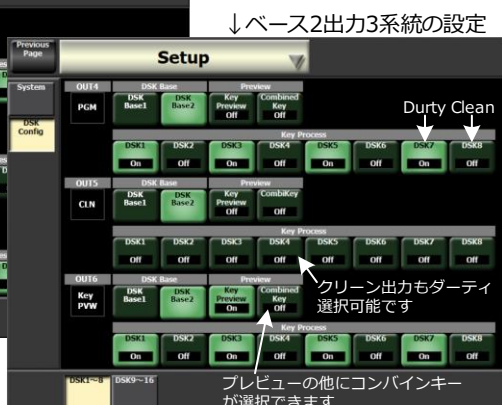 ↓ベース2出力3系統の設定
Previous Page
Setup
System
DSK Config
OUT4
DSK Base
Preview
PGM
DSK Base1
DSK Base2
Key Preview Off
Combined Key Off
Durty Clean
Key Process
DSK1 On
DSK2 Off
DSK3 On
DSK4 Off
DSK5 On
DSK6 Off
DSK7 On
DSK8 Off
OUT5
DSK Base
Preview
CLN
DSK Base1
DSK Base2
Key Preview Off
CombiKey Off
Key Process
DSK1 Off
DSK2 Off
DSK3 Off
DSK4 Off
DSK5 Off
DSK6 Off
DSK7 Off
DSK8 Off
クリーン出力もダーティ
選択可能です
OUT6
DSK Base
Preview
Key PVW
DSK Base1
DSK Base2
Key Preview On
Combined Key Off
Key Process
DSK1 On
DSK2 Off
DSK3 On
DSK4 Off
DSK5 On
DSK6 Off
DSK7 On
DSK8 Off
DSK1～8
DSK9～16
プレビューの他にコンバインキー
が選択できます